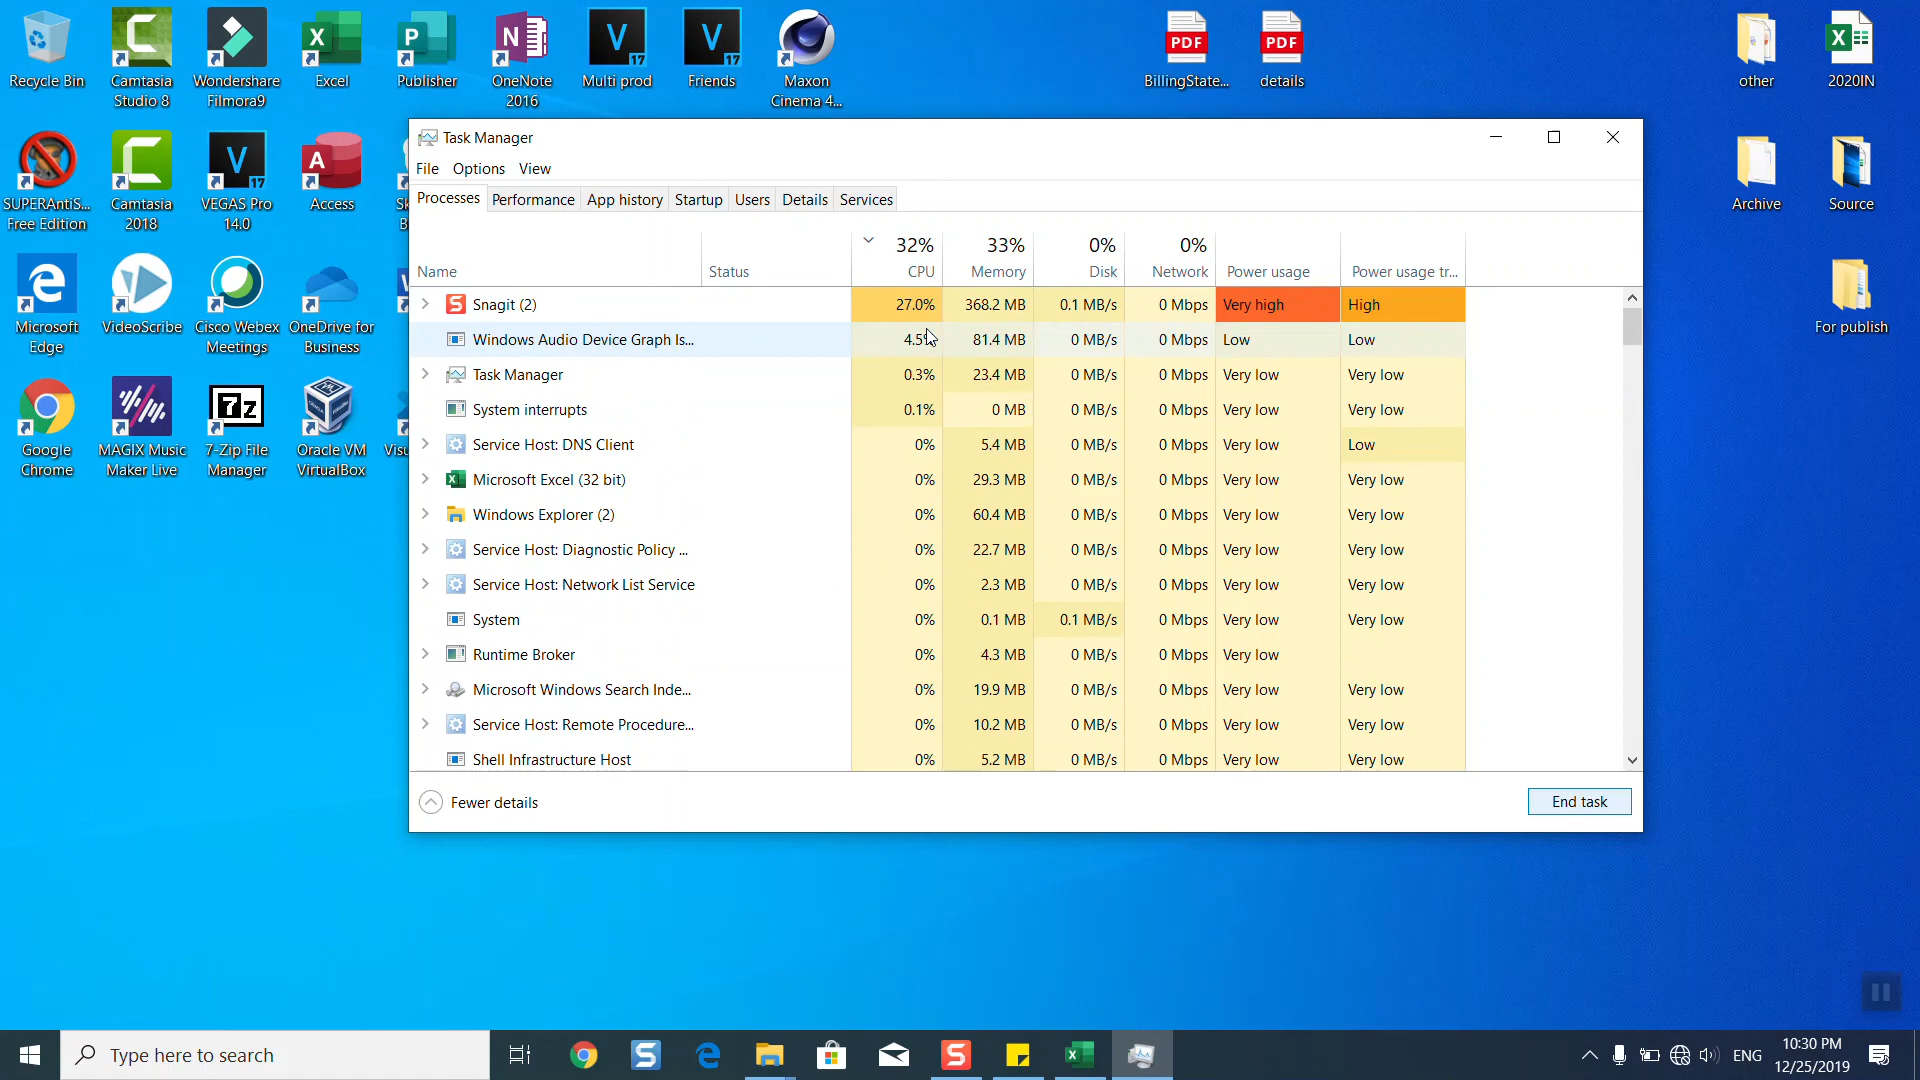 Recycle Bin
Camtasia
Studio 8
Wondershare
Filmora9
Excel
Publisher
OneNote
2016
Multi prod
Friends
Maxon
Cinema 4...
BillingState...
details
other
2020IN
SUPERAntiS...
Free Edition
Camtasia
2018
VEGAS Pro
14.0
Access
Archive
Source
Microsoft
Edge
VideoScribe
Cisco Webex
Meetings
OneDrive for
Business
For publish
Google
Chrome
MAGIX Music
Maker Live
7-Zip File
Manager
Oracle VM
VirtualBox
Task Manager
File Options View
Processes Performance App history Startup Users Details Services
32% 33% 0% 0%
Name Status CPU Memory Disk Network Power usage Power usage tr...
Snagit (2) 27.0% 368.2 MB 0.1 MB/s 0 Mbps Very high High
Windows Audio Device Graph Is... 81.4 MB 0 MB/s 0 Mbps Low Low
Task Manager 0.3% 23.4 MB 0 MB/s 0 Mbps Very low Very low
System interrupts 0.1% 0 MB 0 MB/s 0 Mbps Very low Very low
Service Host: DNS Client 0% 5.4 MB 0 MB/s 0 Mbps Very low Low
Microsoft Excel (32 bit) 0% 29.3 MB 0 MB/s 0 Mbps Very low Very low
Windows Explorer (2) 0% 60.4 MB 0 MB/s 0 Mbps Very low Very low
Service Host: Diagnostic Policy ... 0% 22.7 MB 0 MB/s 0 Mbps Very low Very low
Service Host: Network List Service 0% 2.3 MB 0 MB/s 0 Mbps Very low Very low
System 0% 0.1 MB 0.1 MB/s 0 Mbps Very low Very low
Runtime Broker 0% 4.3 MB 0 MB/s 0 Mbps Very low
Microsoft Windows Search Inde... 0% 19.9 MB 0 MB/s 0 Mbps Very low Very low
Service Host: Remote Procedure... 0% 10.2 MB 0 MB/s 0 Mbps Very low Very low
Shell Infrastructure Host 0% 5.2 MB 0 MB/s 0 Mbps Very low Very low
Fewer details
End task
Type here to search
ENG
10:30 PM
12/25/2019